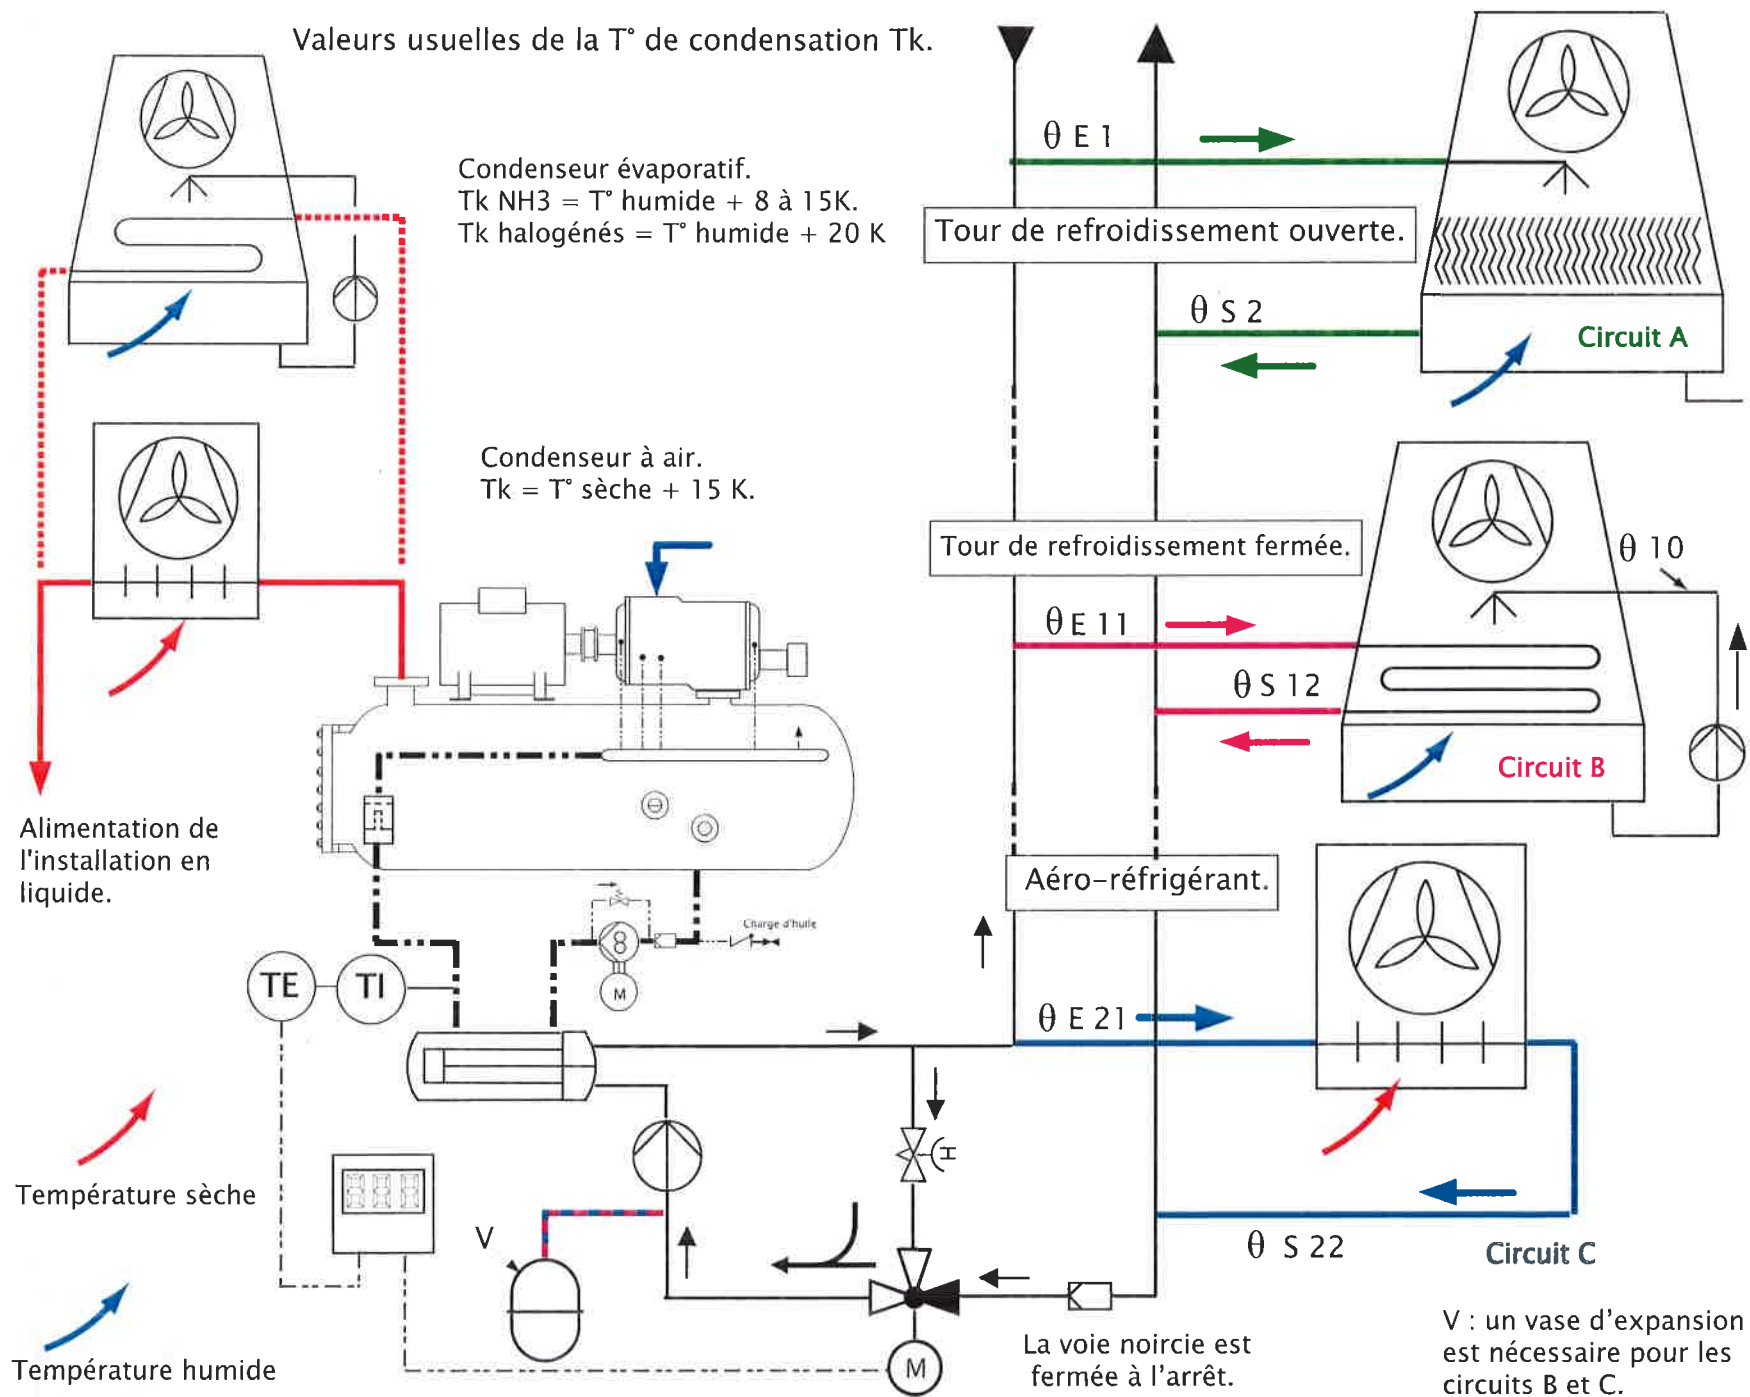 Valeurs usuelles de la T° de condensation Tk.
Condenseur évaporatif.
Tk NH3 = T° humide + 8 à 15K.
Tk halogénés = T° humide + 20 K
Condenseur à air.
Tk = T° sèche + 15 K.
Alimentation de
l'installation en
liquide.
Charge d'huile
M
TE
TI
Température sèche
Température humide
V
M
La voie noircie est
fermée à l'arrêt.
θ E 1
Tour de refroidissement ouverte.
θ S 2
Circuit A
Tour de refroidissement fermée.
θ 10
θ E 11
θ S 12
Circuit B
Aéro-réfrigérant.
θ E 21
θ S 22
Circuit C
V : un vase d'expansion
est nécessaire pour les
circuits B et C.